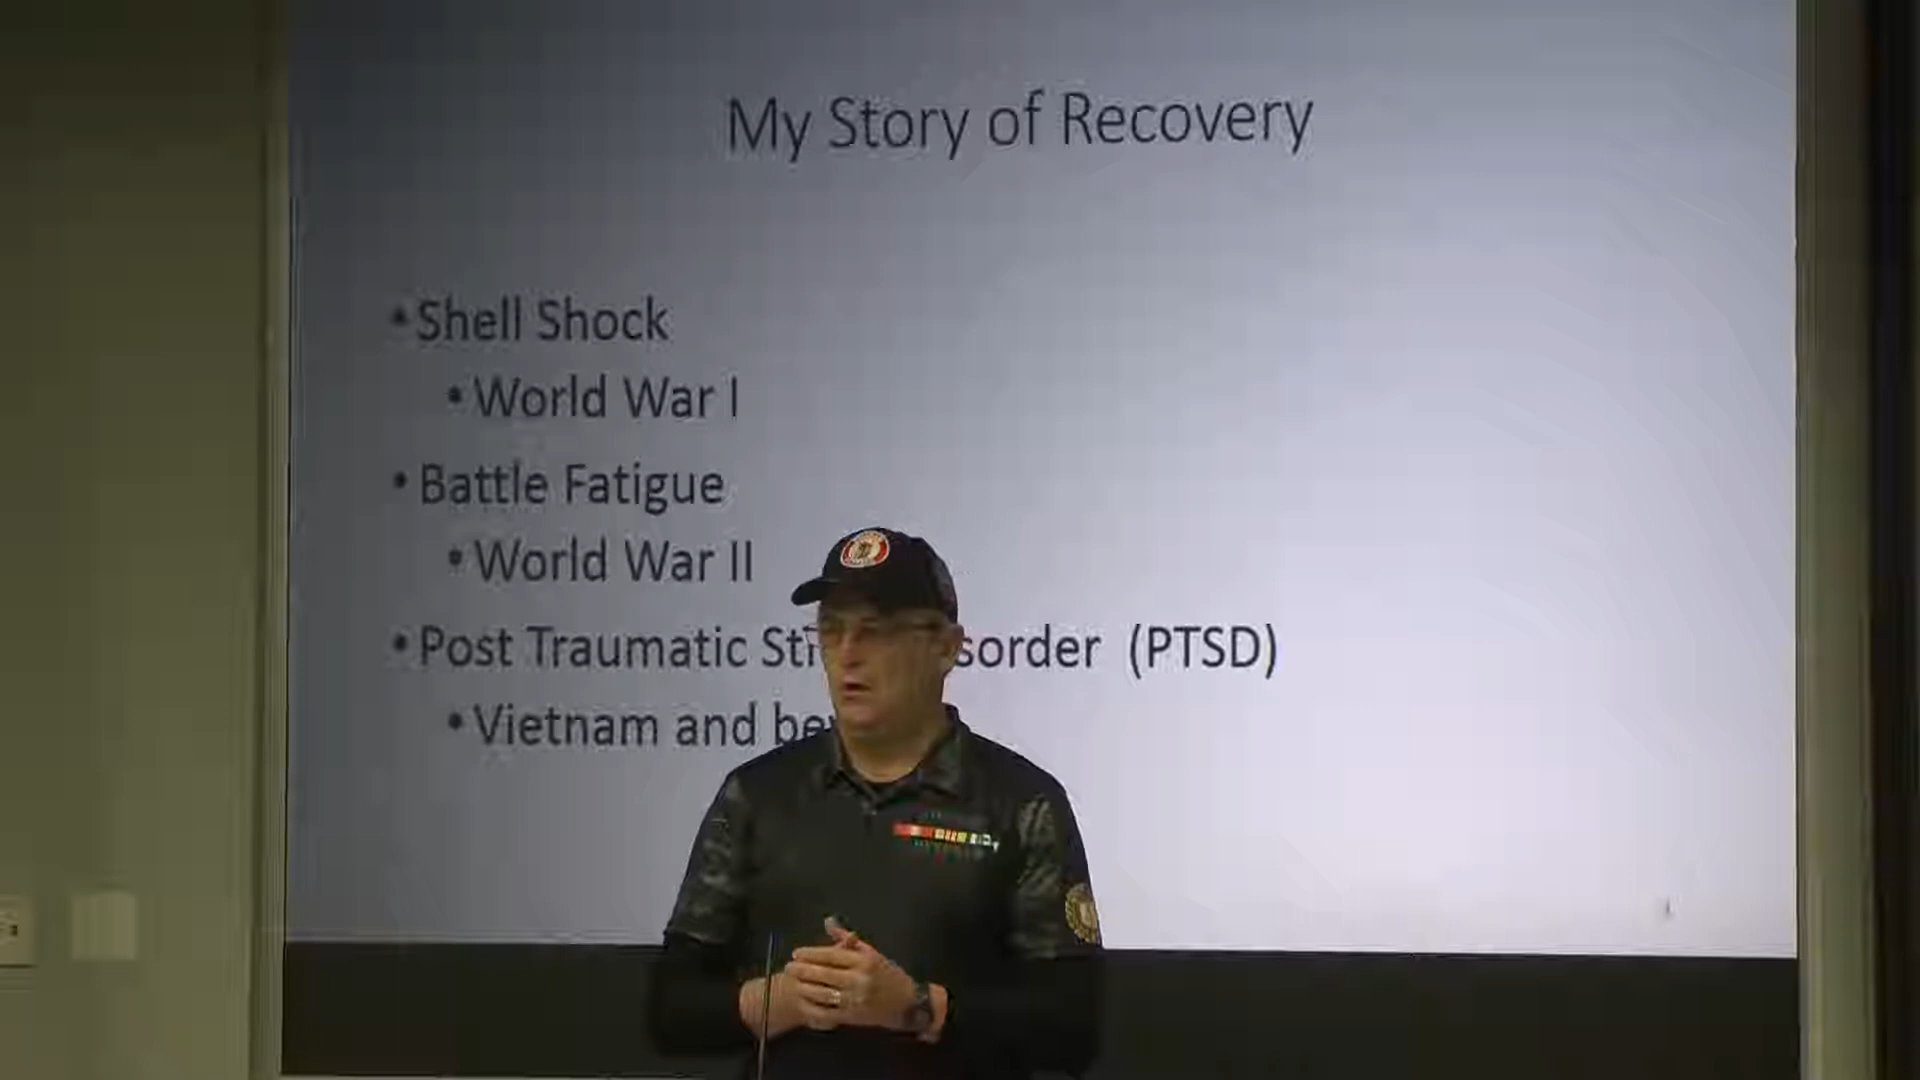 My Story of Recovery
• Shell Shock
• World War I
• Battle Fatigue
• World War II
• Post Traumatic Str sorder (PTSD)
• Vietnam and be